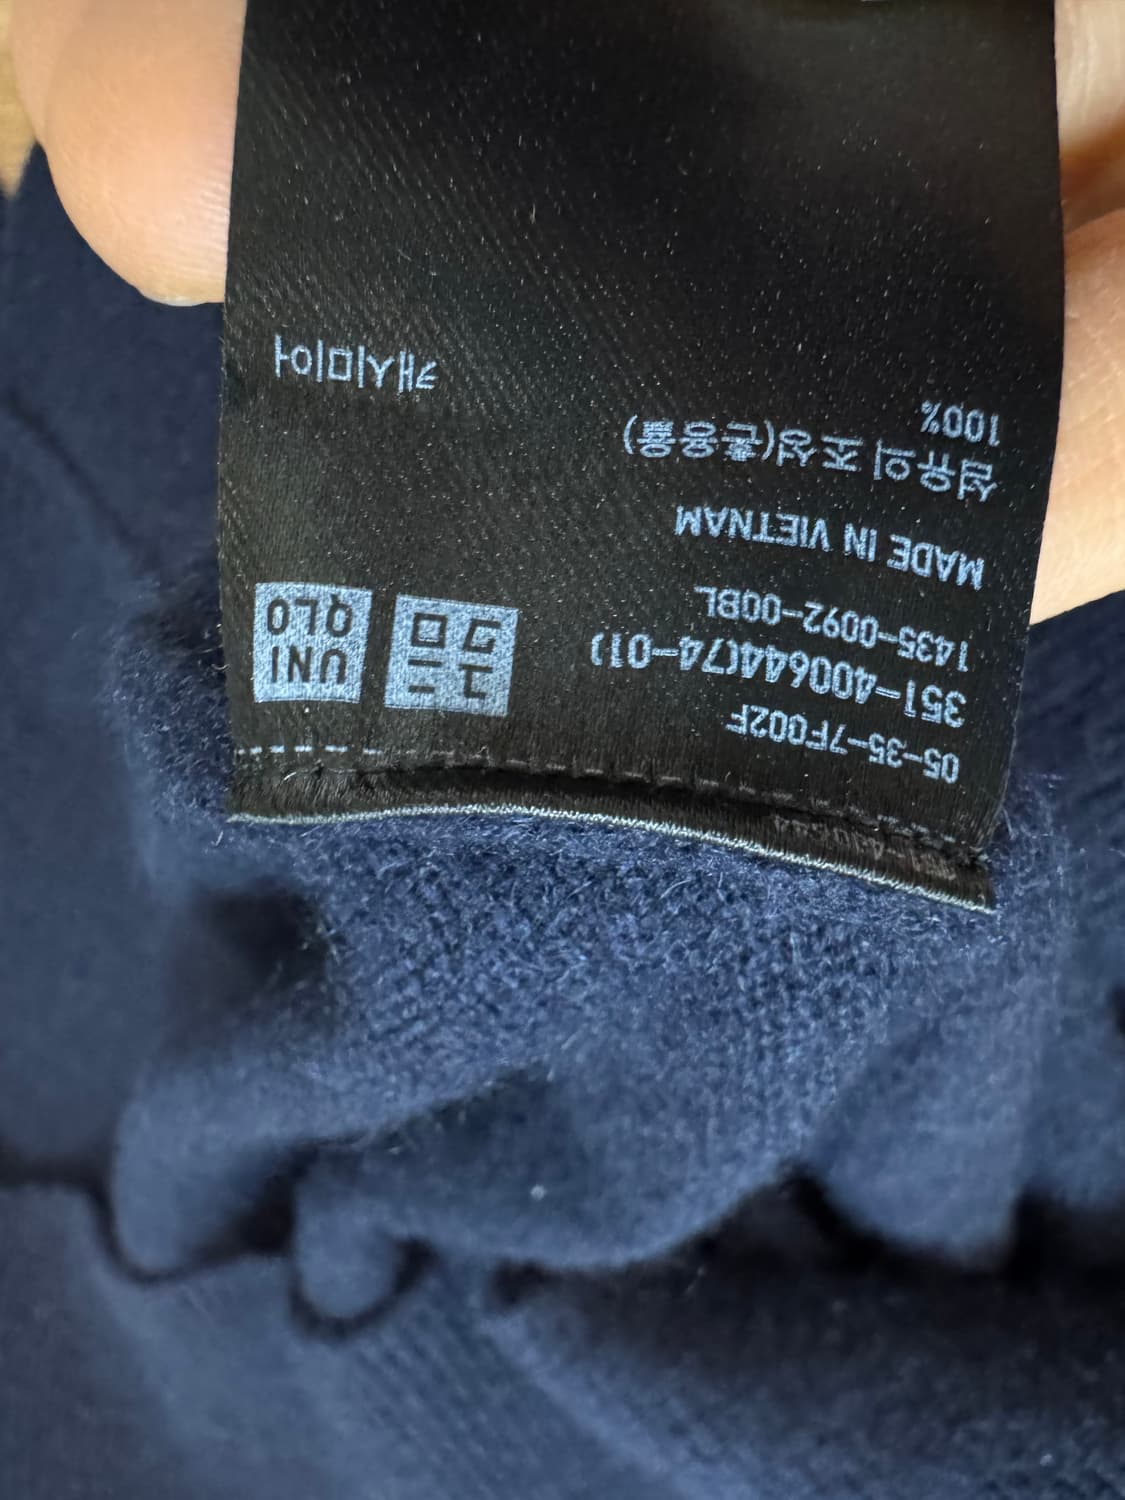 05-35-7F002F
351-400644(74-01)
1435-0092-00BL
ユニ UNI
クロ QLO
MADE IN VIETNAM
섬유의 조성(혼용율)
100% 캐시미어